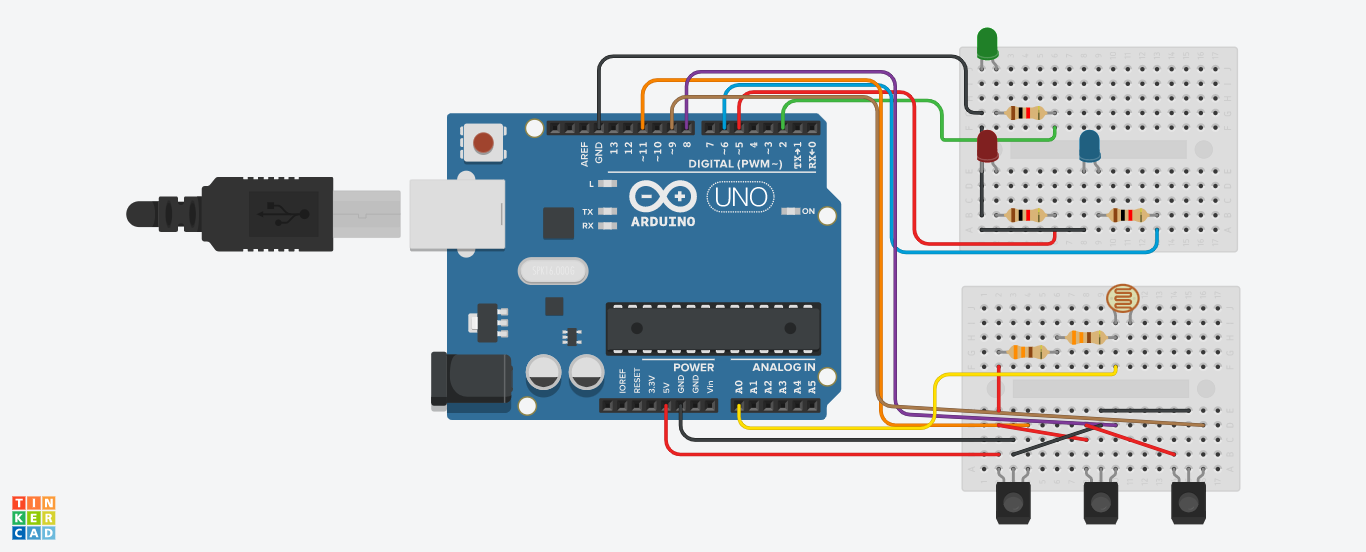 AREF
GND
13
12
~11
~10
~9
8
7
~6
~5
4
~3
2
TX→1
RX←0
DIGITAL (PWM~)
L
TX
RX
ARDUINO
UNO
ON
POWER
ANALOG IN
IOREF
RESET
3.3V
5V
GND
GND
Vin
A0
A1
A2
A3
A4
A5
TIN
KER
CAD